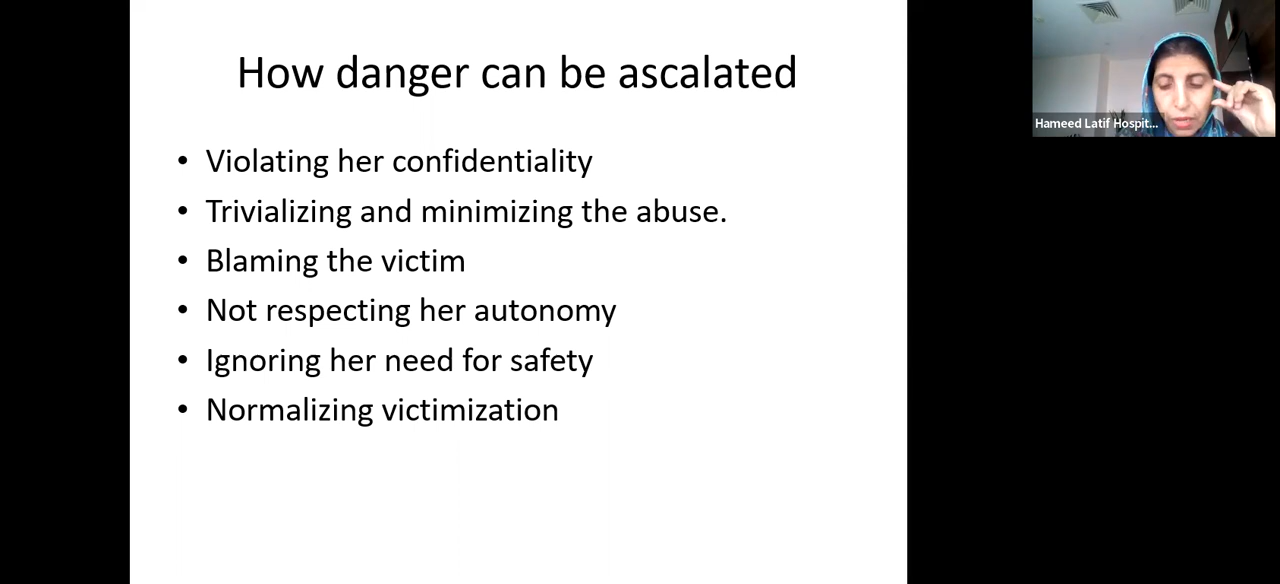 How danger can be ascalated
• Violating her confidentiality
• Trivializing and minimizing the abuse.
• Blaming the victim
• Not respecting her autonomy
• Ignoring her need for safety
• Normalizing victimization
Hameed Latif Hospit...